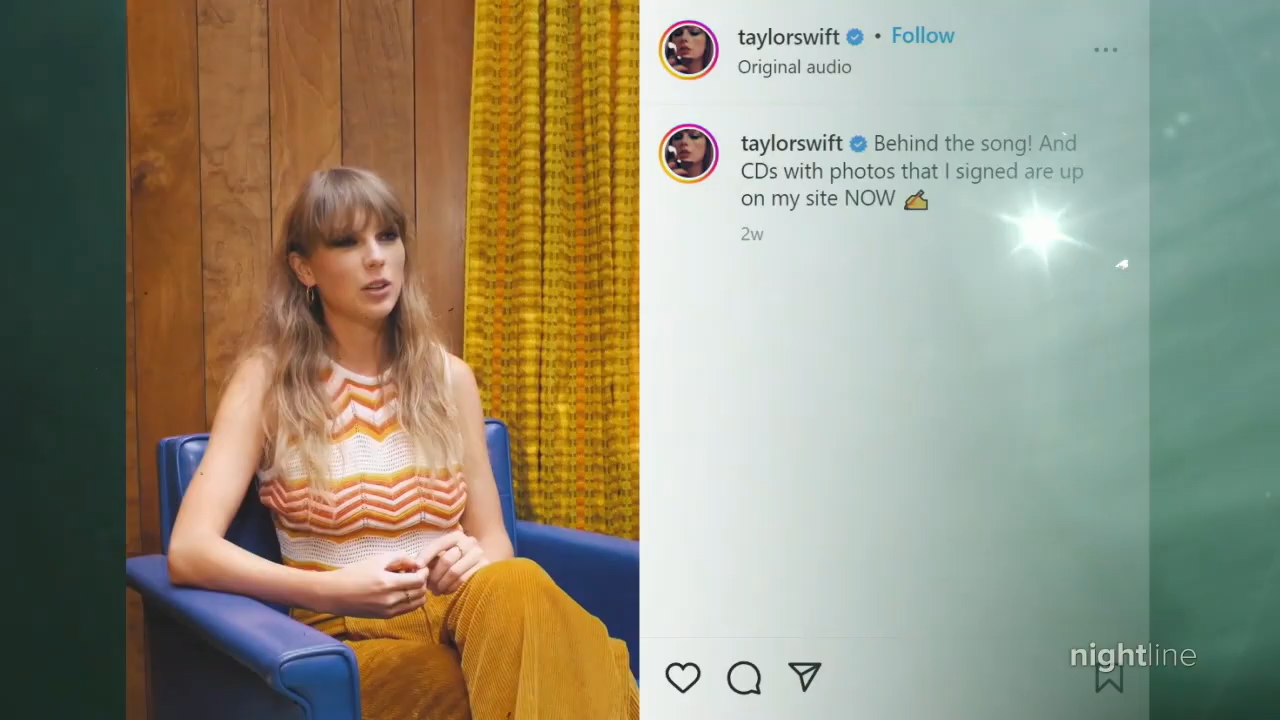 taylorswift • Follow
Original audio
taylorswift Behind the song! And
CDs with photos that I signed are up
on my site NOW ✍️
2w
nightline